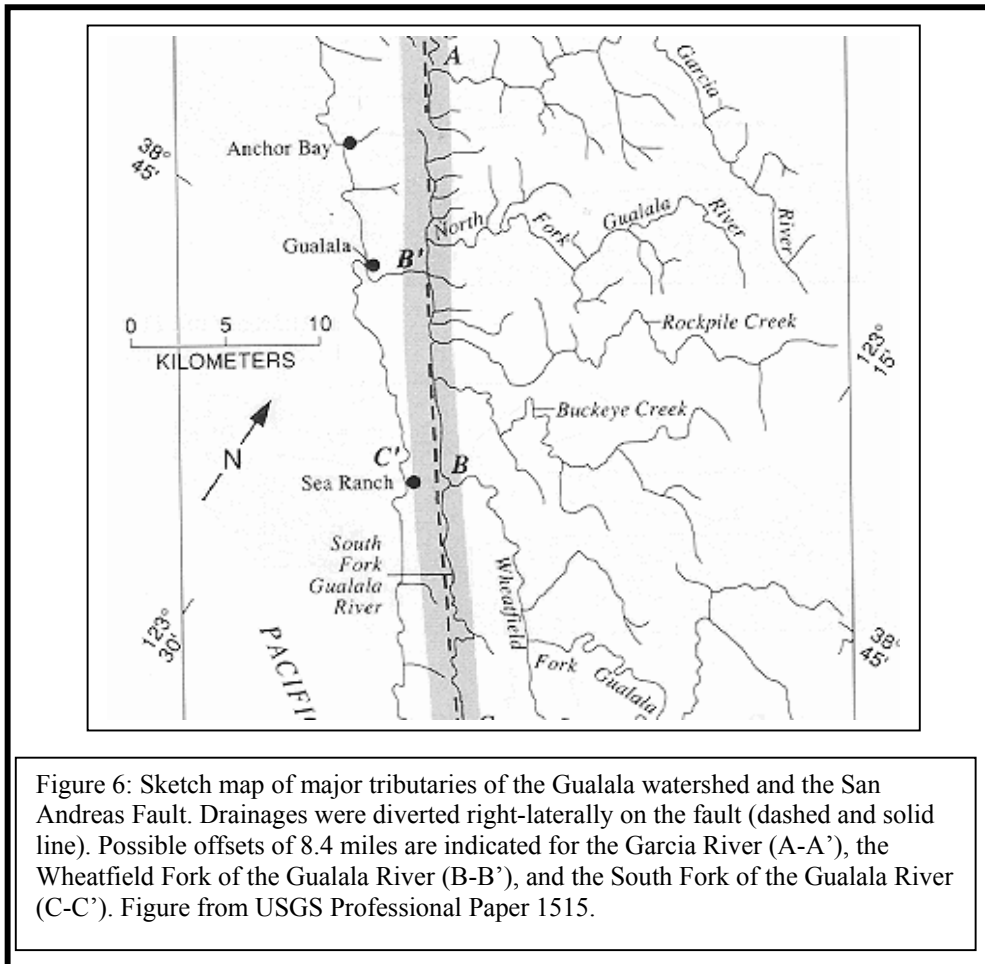 A
Garcia
River
38°
45'
Anchor Bay
North
Fork
Gualala
River
Gualala
B'
0 5 10
KILOMETERS
Rockpile Creek
123°
15'
Buckeye Creek
N
C'
B
Sea Ranch
South
Fork
Gualala
River
Wheatfield
Fork
Gualala
123°
30'
38°
45'
Figure 6: Sketch map of major tributaries of the Gualala watershed and the San
Andreas Fault. Drainages were diverted right-laterally on the fault (dashed and solid
line). Possible offsets of 8.4 miles are indicated for the Garcia River (A-A’), the
Wheatfield Fork of the Gualala River (B-B’), and the South Fork of the Gualala River
(C-C’). Figure from USGS Professional Paper 1515.